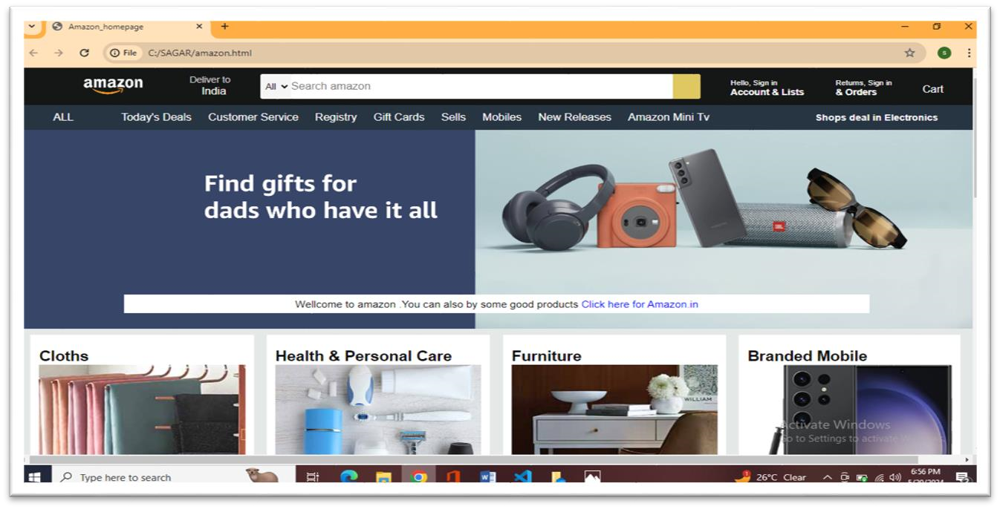 Amazon_homepage
File C:/SAGAR/amazon.html
S
amazon
Deliver to
India
All Search amazon
Hello, Sign in
Account & Lists
Returns, Sign in
& Orders
Cart
ALL Today's Deals Customer Service Registry Gift Cards Sells Mobiles New Releases Amazon Mini Tv Shops deal in Electronics
Find gifts for
dads who have it all
SAMSUNG
JBL
Wellcome to amazon .You can also by some good products Click here for Amazon.in
Cloths
Health & Personal Care
Furniture
Branded Mobile
WILLIAM
Activate Windows
Go to Settings to activate
Type here to search
26°C Clear
6:56 PM